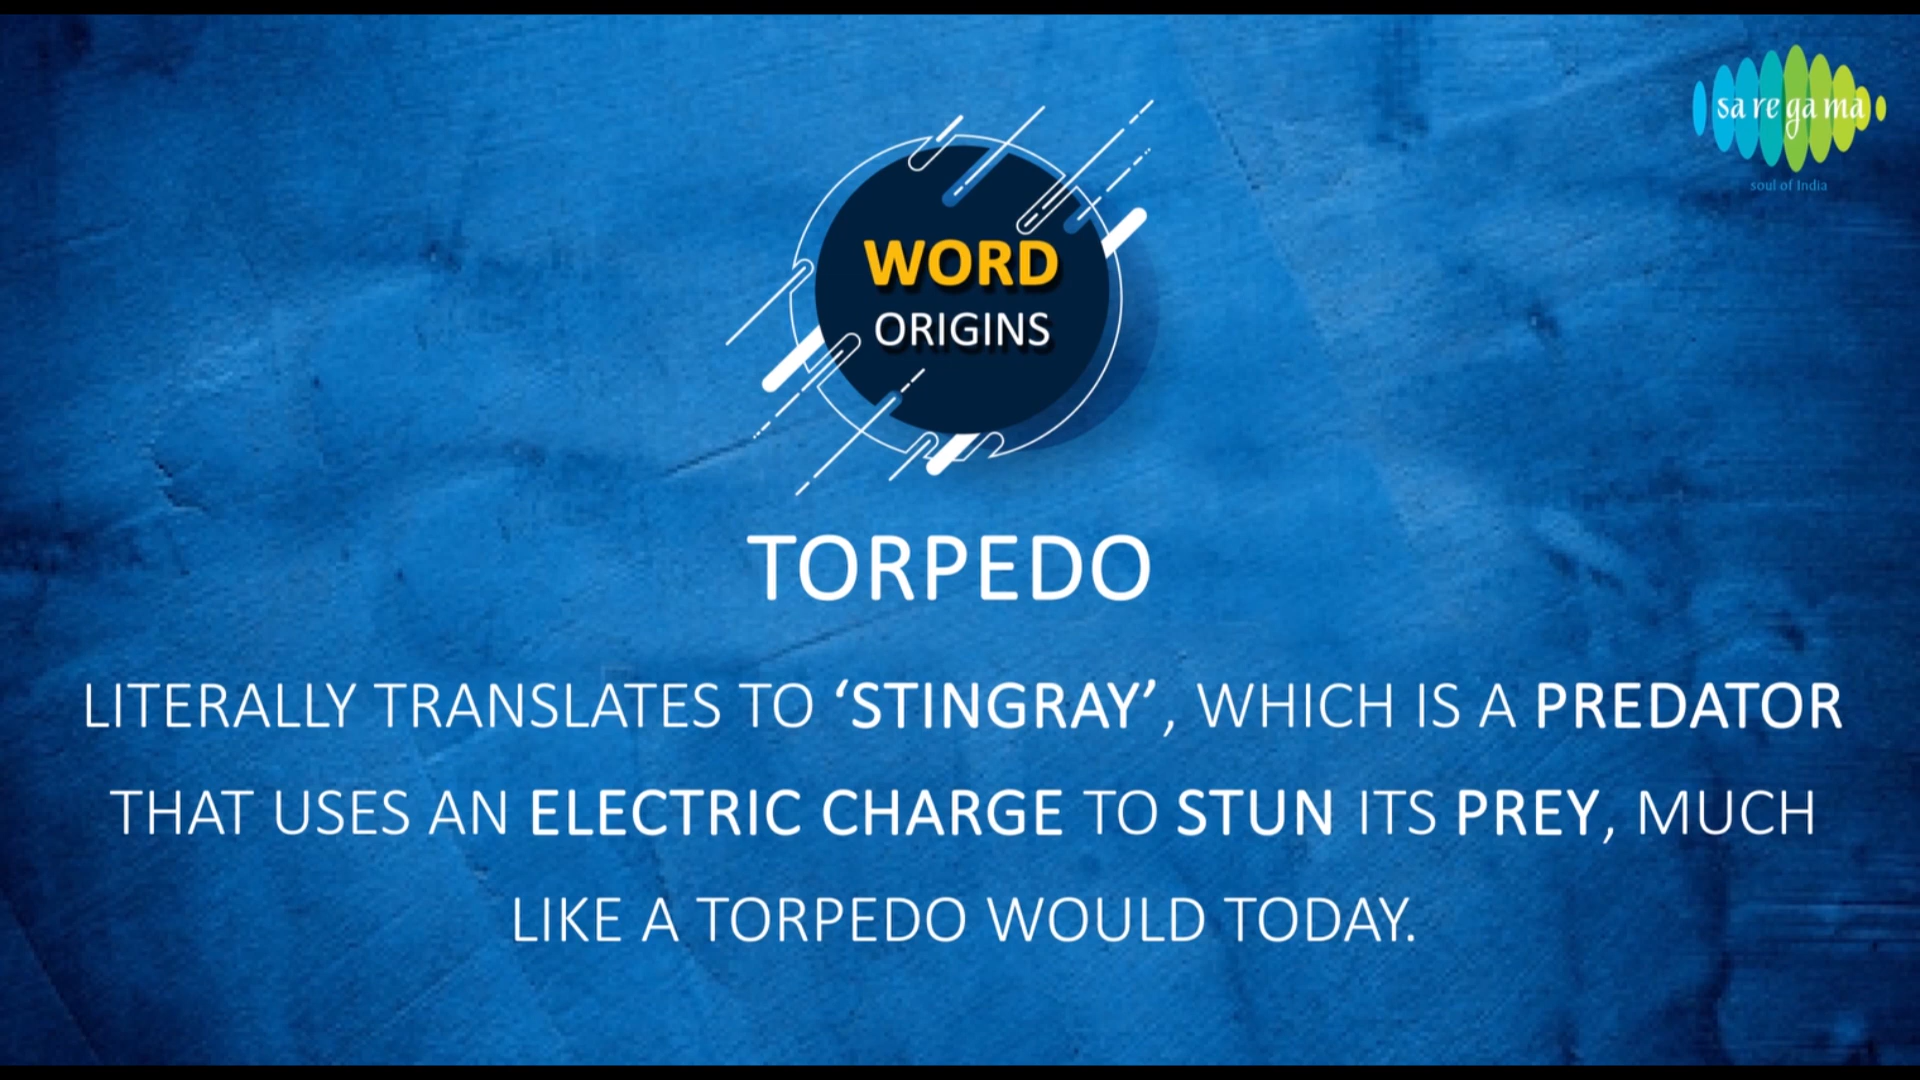 sa re ga ma
soul of India
WORD
ORIGINS
TORPEDO
LITERALLY TRANSLATES TO ‘STINGRAY’, WHICH IS A PREDATOR
THAT USES AN ELECTRIC CHARGE TO STUN ITS PREY, MUCH
LIKE A TORPEDO WOULD TODAY.